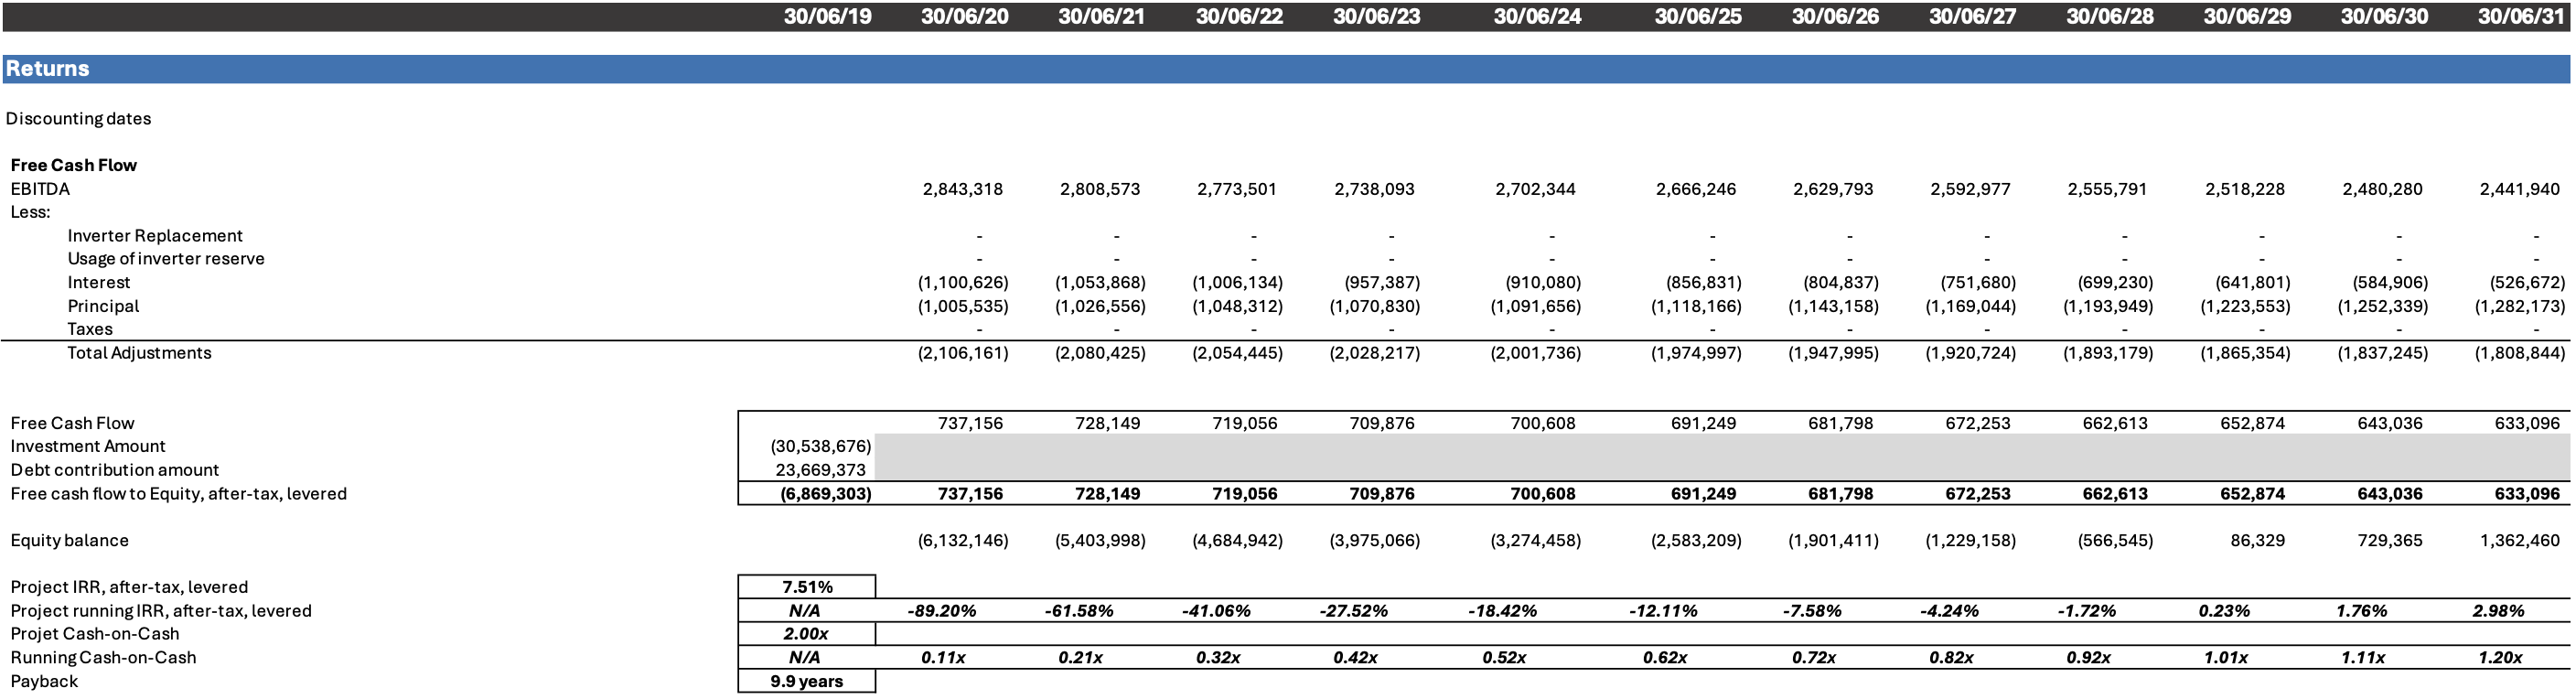 30/06/19 30/06/20 30/06/21 30/06/22 30/06/23 30/06/24 30/06/25 30/06/26 30/06/27 30/06/28 30/06/29 30/06/30 30/06/31
Returns
Discounting dates
Free Cash Flow
EBITDA 2,843,318 2,808,573 2,773,501 2,738,093 2,702,344 2,666,246 2,629,793 2,592,977 2,555,791 2,518,228 2,480,280 2,441,940
Less:
Inverter Replacement - - - - - - - - - - - -
Usage of inverter reserve - - - - - - - - - - - -
Interest (1,100,626) (1,053,868) (1,006,134) (957,387) (910,080) (856,831) (804,837) (751,680) (699,230) (641,801) (584,906) (526,672)
Principal (1,005,535) (1,026,556) (1,048,312) (1,070,830) (1,091,656) (1,118,166) (1,143,158) (1,169,044) (1,193,949) (1,223,553) (1,252,339) (1,282,173)
Taxes - - - - - - - - - - - -
Total Adjustments (2,106,161) (2,080,425) (2,054,445) (2,028,217) (2,001,736) (1,974,997) (1,947,995) (1,920,724) (1,893,179) (1,865,354) (1,837,245) (1,808,844)
Free Cash Flow 737,156 728,149 719,056 709,876 700,608 691,249 681,798 672,253 662,613 652,874 643,036 633,096
Investment Amount (30,538,676)
Debt contribution amount 23,669,373
Free cash flow to Equity, after-tax, levered (6,869,303) 737,156 728,149 719,056 709,876 700,608 691,249 681,798 672,253 662,613 652,874 643,036 633,096
Equity balance (6,132,146) (5,403,998) (4,684,942) (3,975,066) (3,274,458) (2,583,209) (1,901,411) (1,229,158) (566,545) 86,329 729,365 1,362,460
Project IRR, after-tax, levered 7.51%
Project running IRR, after-tax, levered N/A -89.20% -61.58% -41.06% -27.52% -18.42% -12.11% -7.58% -4.24% -1.72% 0.23% 1.76% 2.98%
Projet Cash-on-Cash 2.00x
Running Cash-on-Cash N/A 0.11x 0.21x 0.32x 0.42x 0.52x 0.62x 0.72x 0.82x 0.92x 1.01x 1.11x 1.20x
Payback 9.9 years